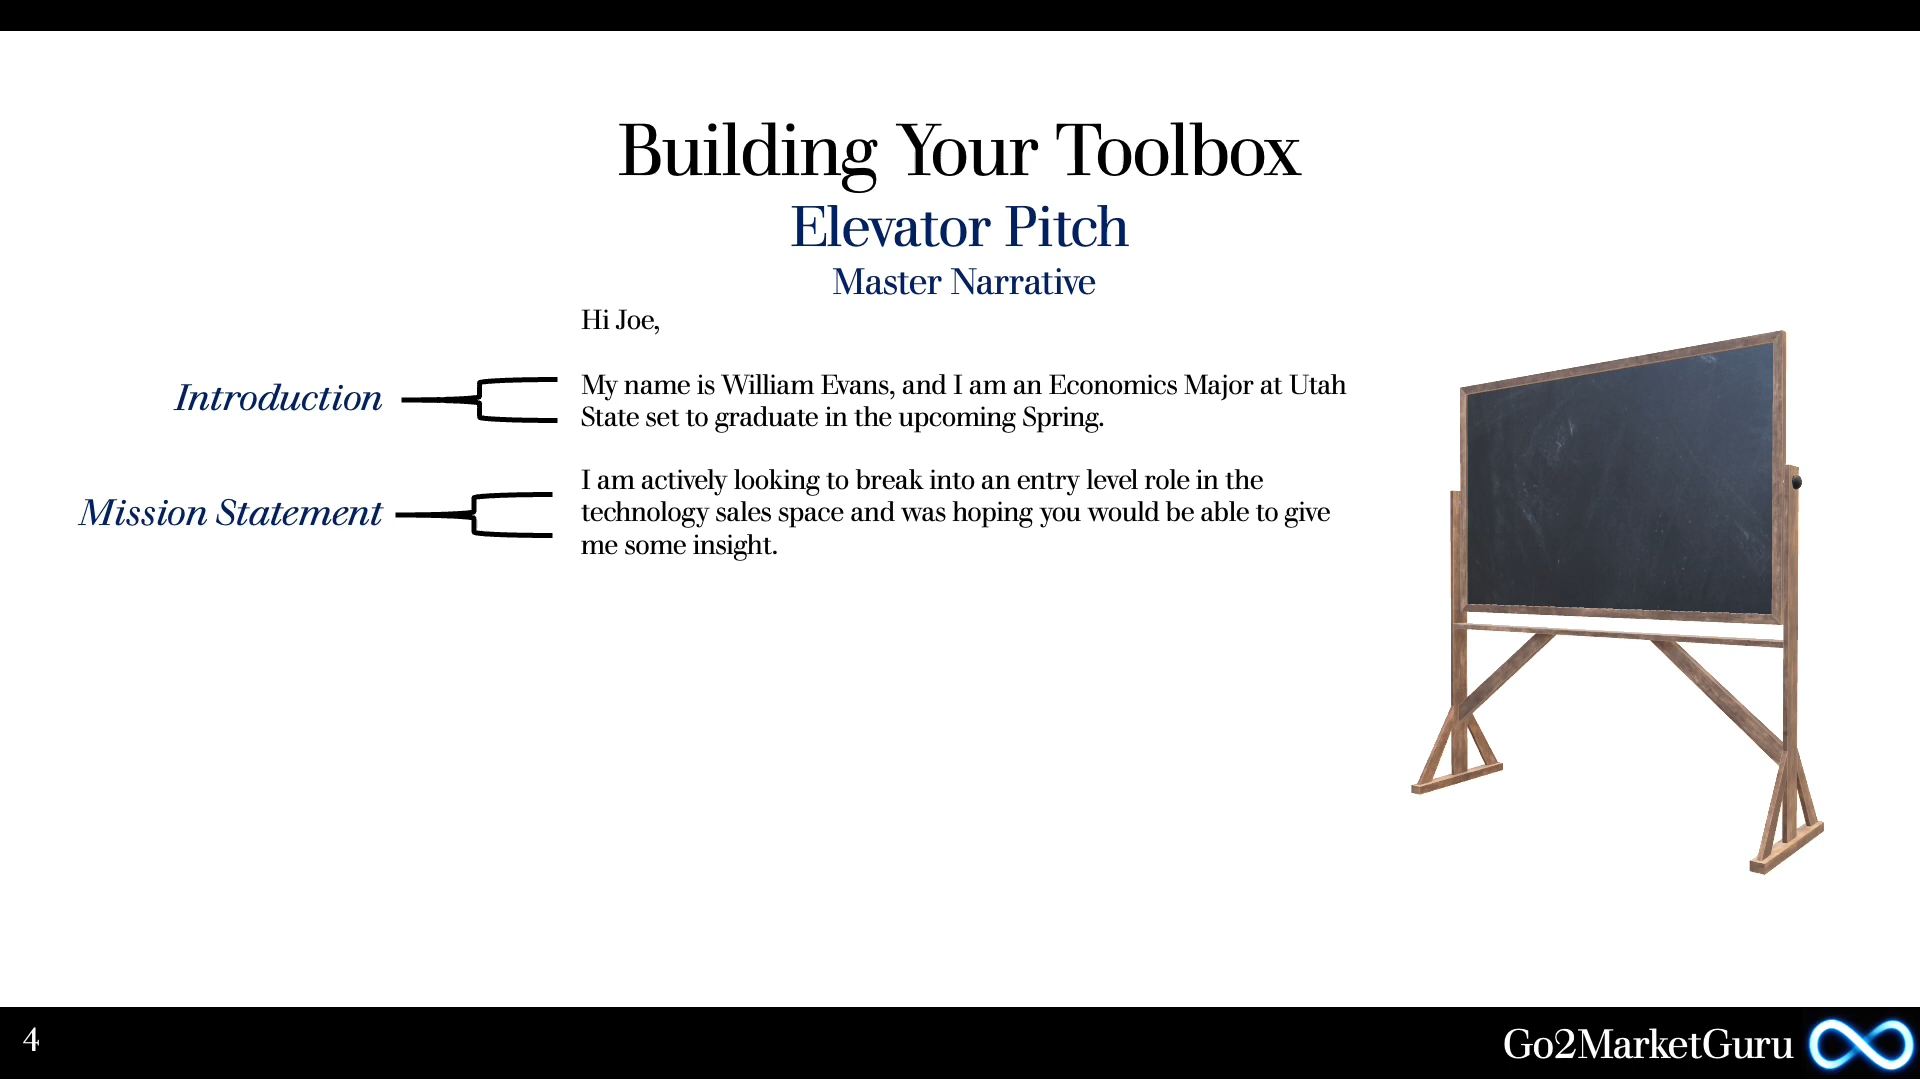 Building Your Toolbox
Elevator Pitch
Master Narrative
Hi Joe,
Introduction
My name is William Evans, and I am an Economics Major at Utah
State set to graduate in the upcoming Spring.
Mission Statement
I am actively looking to break into an entry level role in the
technology sales space and was hoping you would be able to give
me some insight.
4
Go2MarketGuru